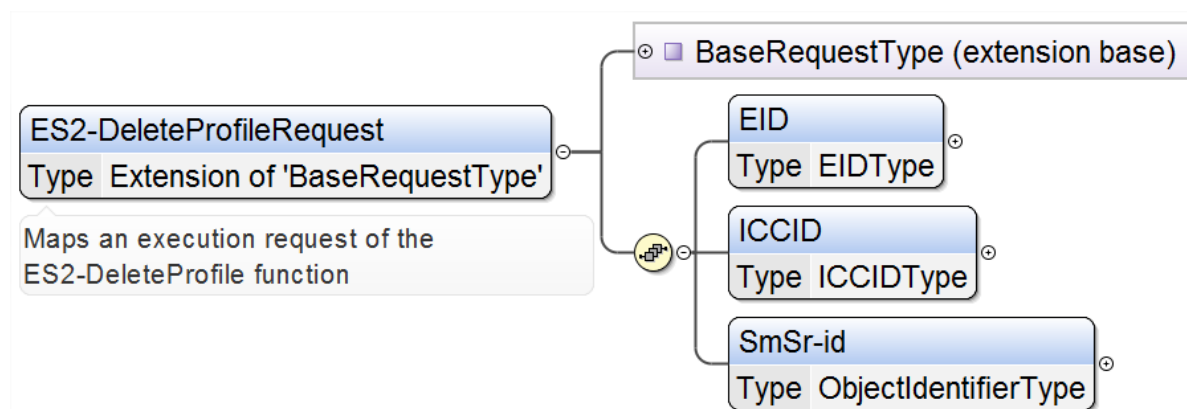 BaseRequestType (extension base)
ES2-DeleteProfileRequest
Type Extension of 'BaseRequestType'
Maps an execution request of the
ES2-DeleteProfile function
EID
Type EIDType
ICCID
Type ICCIDType
SmSr-id
Type ObjectIdentifierType